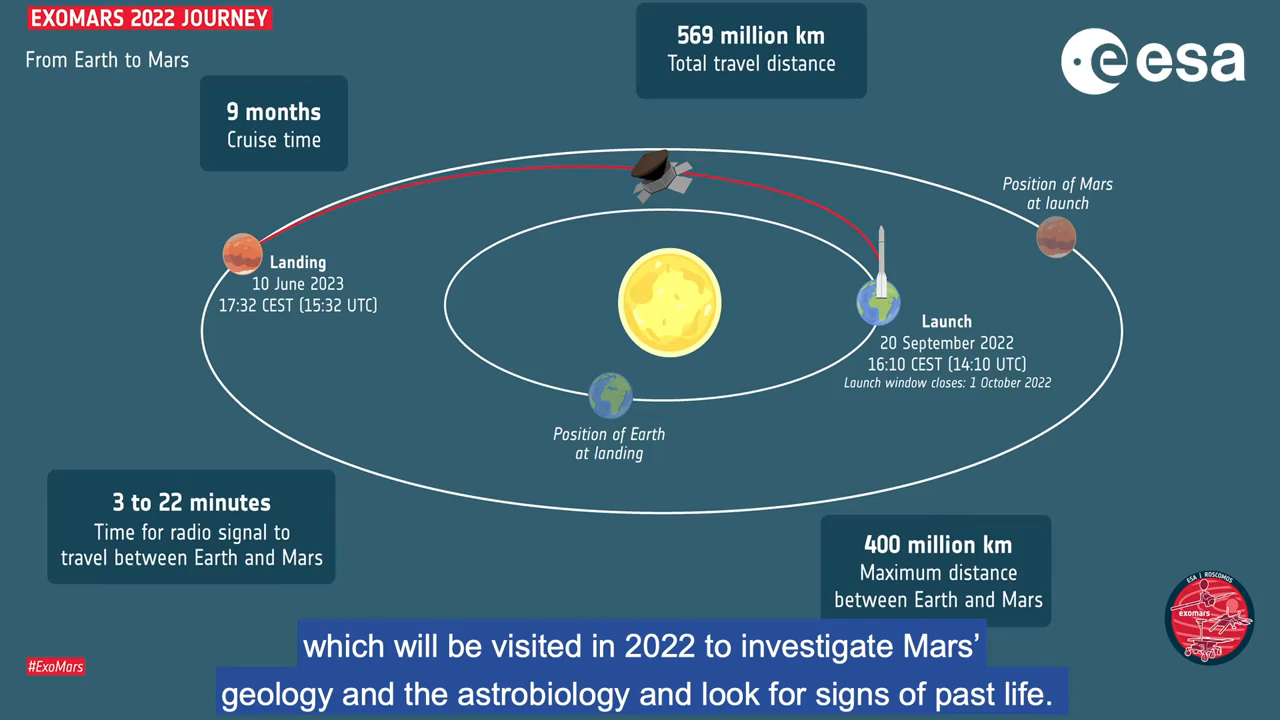 EXOMARS 2022 JOURNEY
From Earth to Mars
569 million km
Total travel distance
esa
9 months
Cruise time
Position of Mars
at launch
Landing
10 June 2023
17:32 CEST (15:32 UTC)
Launch
20 September 2022
16:10 CEST (14:10 UTC)
Launch window closes: 1 October 2022
Position of Earth
at landing
3 to 22 minutes
Time for radio signal to
travel between Earth and Mars
400 million km
Maximum distance
between Earth and Mars
ESA | ROSCOSMOS
exomars
#ExoMars
which will be visited in 2022 to investigate Mars’
geology and the astrobiology and look for signs of past life.